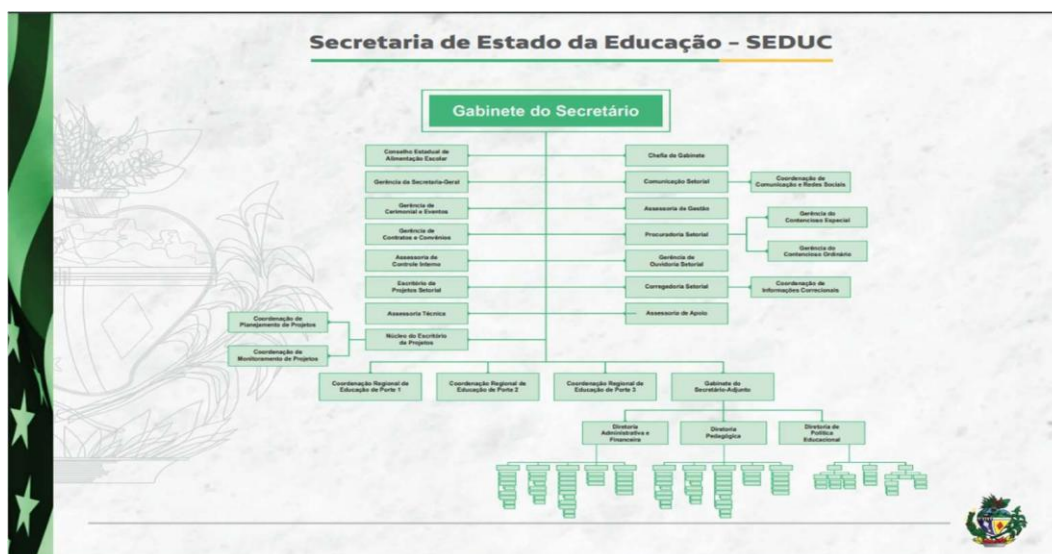 Secretaria de Estado da Educação - SEDUC
Gabinete do Secretário
Conselho Estadual de
Alimentação Escolar
Chefia de Gabinete
Gerência da Secretaria-Geral
Comunicação Setorial
Coordenação de
Comunicação e Redes Sociais
Gerência de
Cerimonial e Eventos
Assessoria de Gestão
Gerência do
Contencioso Especial
Gerência de
Contratos e Convênios
Procuradoria Setorial
Gerência do
Contencioso Ordinário
Assessoria de
Controle Interno
Gerência de
Ouvidoria Setorial
Escritório de
Projetos Setorial
Corregedoria Setorial
Coordenação de
Informações Correcionais
Assessoria Técnica
Assessoria de Apoio
Coordenação de
Planejamento de Projetos
Núcleo do Escritório
de Projetos
Coordenação de
Monitoramento de Projetos
Coordenação Regional de
Educação de Porte 1
Coordenação Regional de
Educação de Porte 2
Coordenação Regional de
Educação de Porte 3
Gabinete do
Secretário-Adjunto
Diretoria
Administrativa e
Financeira
Diretoria
Pedagógica
Diretoria de
Política
Educacional